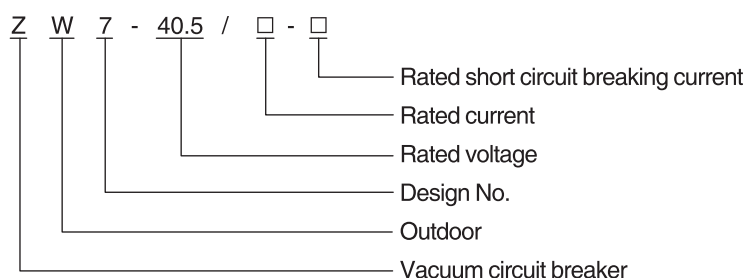 Z W 7 - 40.5 / □ - □
Rated short circuit breaking current
Rated current
Rated voltage
Design No.
Outdoor
Vacuum circuit breaker